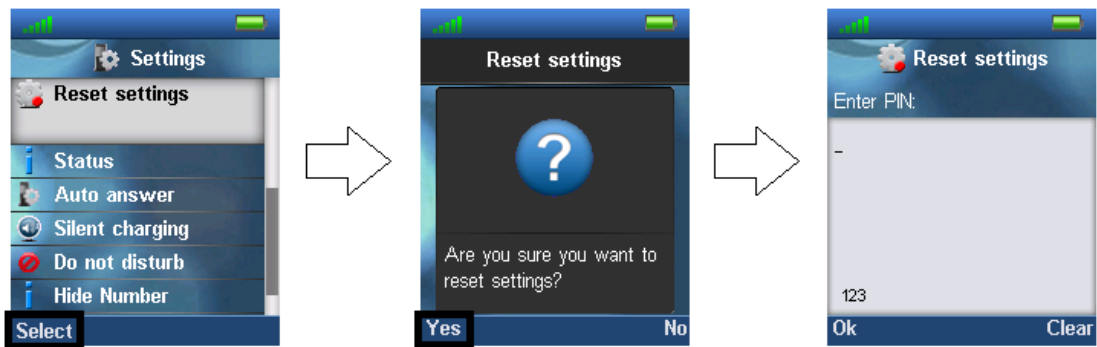 Settings
Reset settings
Status
Auto answer
Silent charging
Do not disturb
Hide Number
Select
Reset settings
Are you sure you want to
reset settings?
Yes No
Reset settings
Enter PIN:
_
123
Ok Clear